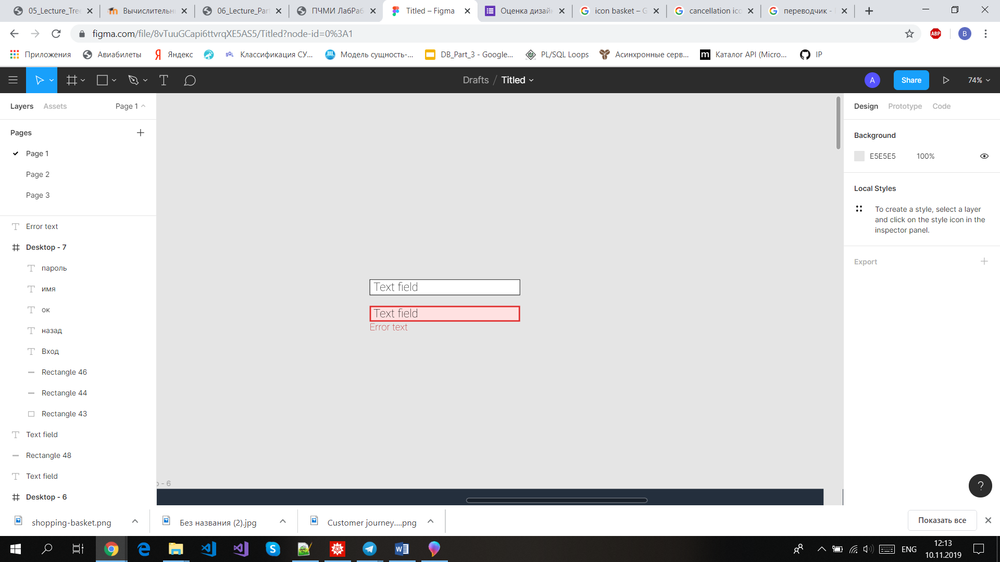 05_Lecture_Tree
Вычислительн
06_Lecture_Part
ПЧМИ ЛабРаб
Titled – Figma
Оценка дизайн
icon basket – G
cancellation ico
переводчик -
figma.com/file/8vTuuGCapi6ttvrqXE5AS5/Titled?node-id=0%3A1
ABP
B
Приложения
Авиабилеты
Я Яндекс
SQL Классификация СУ...
Модель сущность-...
DB_Part_3 - Google...
PL/SQL Loops
Асинхронные серв...
m Каталог API (Micro...
IP
Drafts / Titled
A
Share
74%
Layers
Assets
Page 1
Pages
Page 1
Page 2
Page 3
Error text
Desktop - 7
пароль
имя
ок
назад
Вход
Rectangle 46
Rectangle 44
Rectangle 43
Text field
Rectangle 48
Text field
Desktop - 6
Text field
Text field
Error text
- 6
Design
Prototype
Code
Background
E5E5E5
100%
Local Styles
To create a style, select a layer
and click on the style icon in the
inspector panel.
Export
?
shopping-basket.png
Без названия (2).jpg
Customer journey....png
Показать все
ENG
12:13
10.11.2019